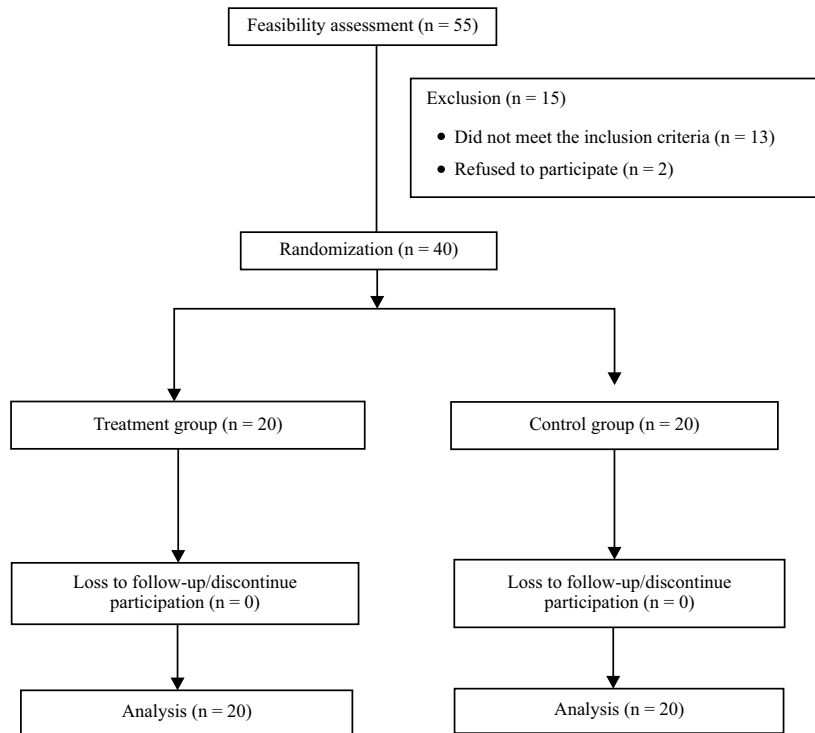 Feasibility assessment (n = 55)
Exclusion (n = 15)
• Did not meet the inclusion criteria (n = 13)
• Refused to participate (n = 2)
Randomization (n = 40)
Treatment group (n = 20)
Control group (n = 20)
Loss to follow-up/discontinue
participation (n = 0)
Loss to follow-up/discontinue
participation (n = 0)
Analysis (n = 20)
Analysis (n = 20)